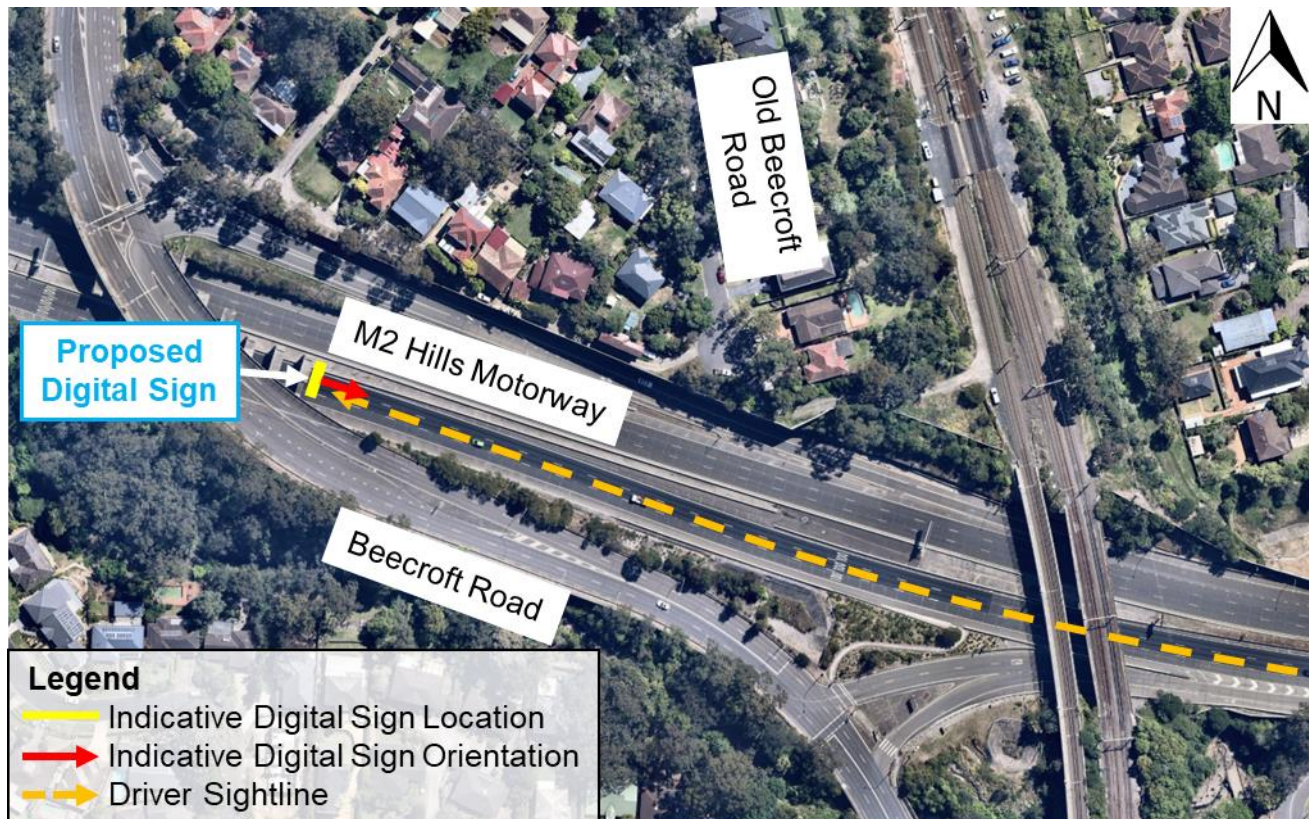 N
Old Beecroft
Road
M2 Hills Motorway
Proposed
Digital Sign
Beecroft Road
Legend
Indicative Digital Sign Location
Indicative Digital Sign Orientation
Driver Sightline